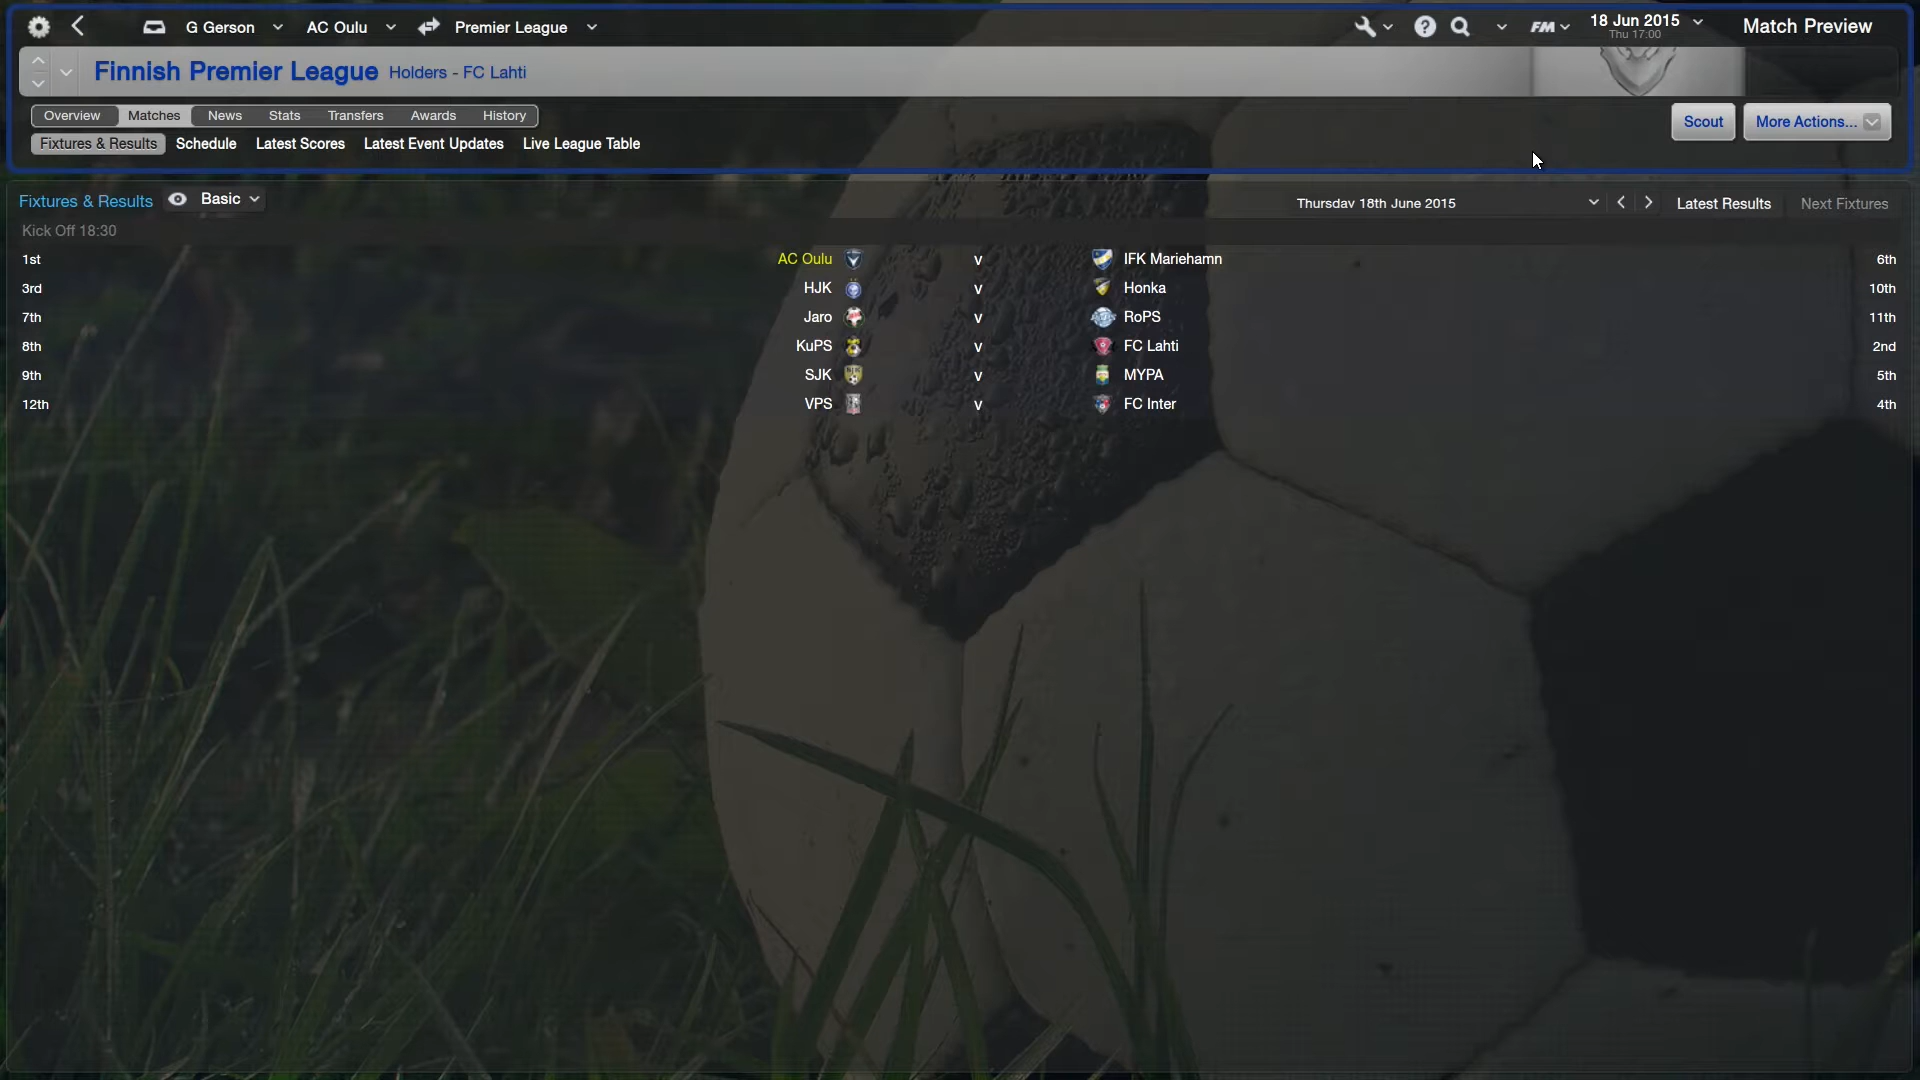 G Gerson AC Oulu Premier League FM 18 Jun 2015 Match Preview
Thu 17:00
Finnish Premier League Holders - FC Lahti
Overview Matches News Stats Transfers Awards History Scout More Actions...
Fixtures & Results Schedule Latest Scores Latest Event Updates Live League Table
Fixtures & Results Basic Thursday 18th June 2015 Latest Results Next Fixtures
Kick Off 18:30
1st AC Oulu v IFK Mariehamn 6th
3rd HJK v Honka 10th
7th Jaro v RoPS 11th
8th KuPS v FC Lahti 2nd
9th SJK v MYPA 5th
12th VPS v FC Inter 4th